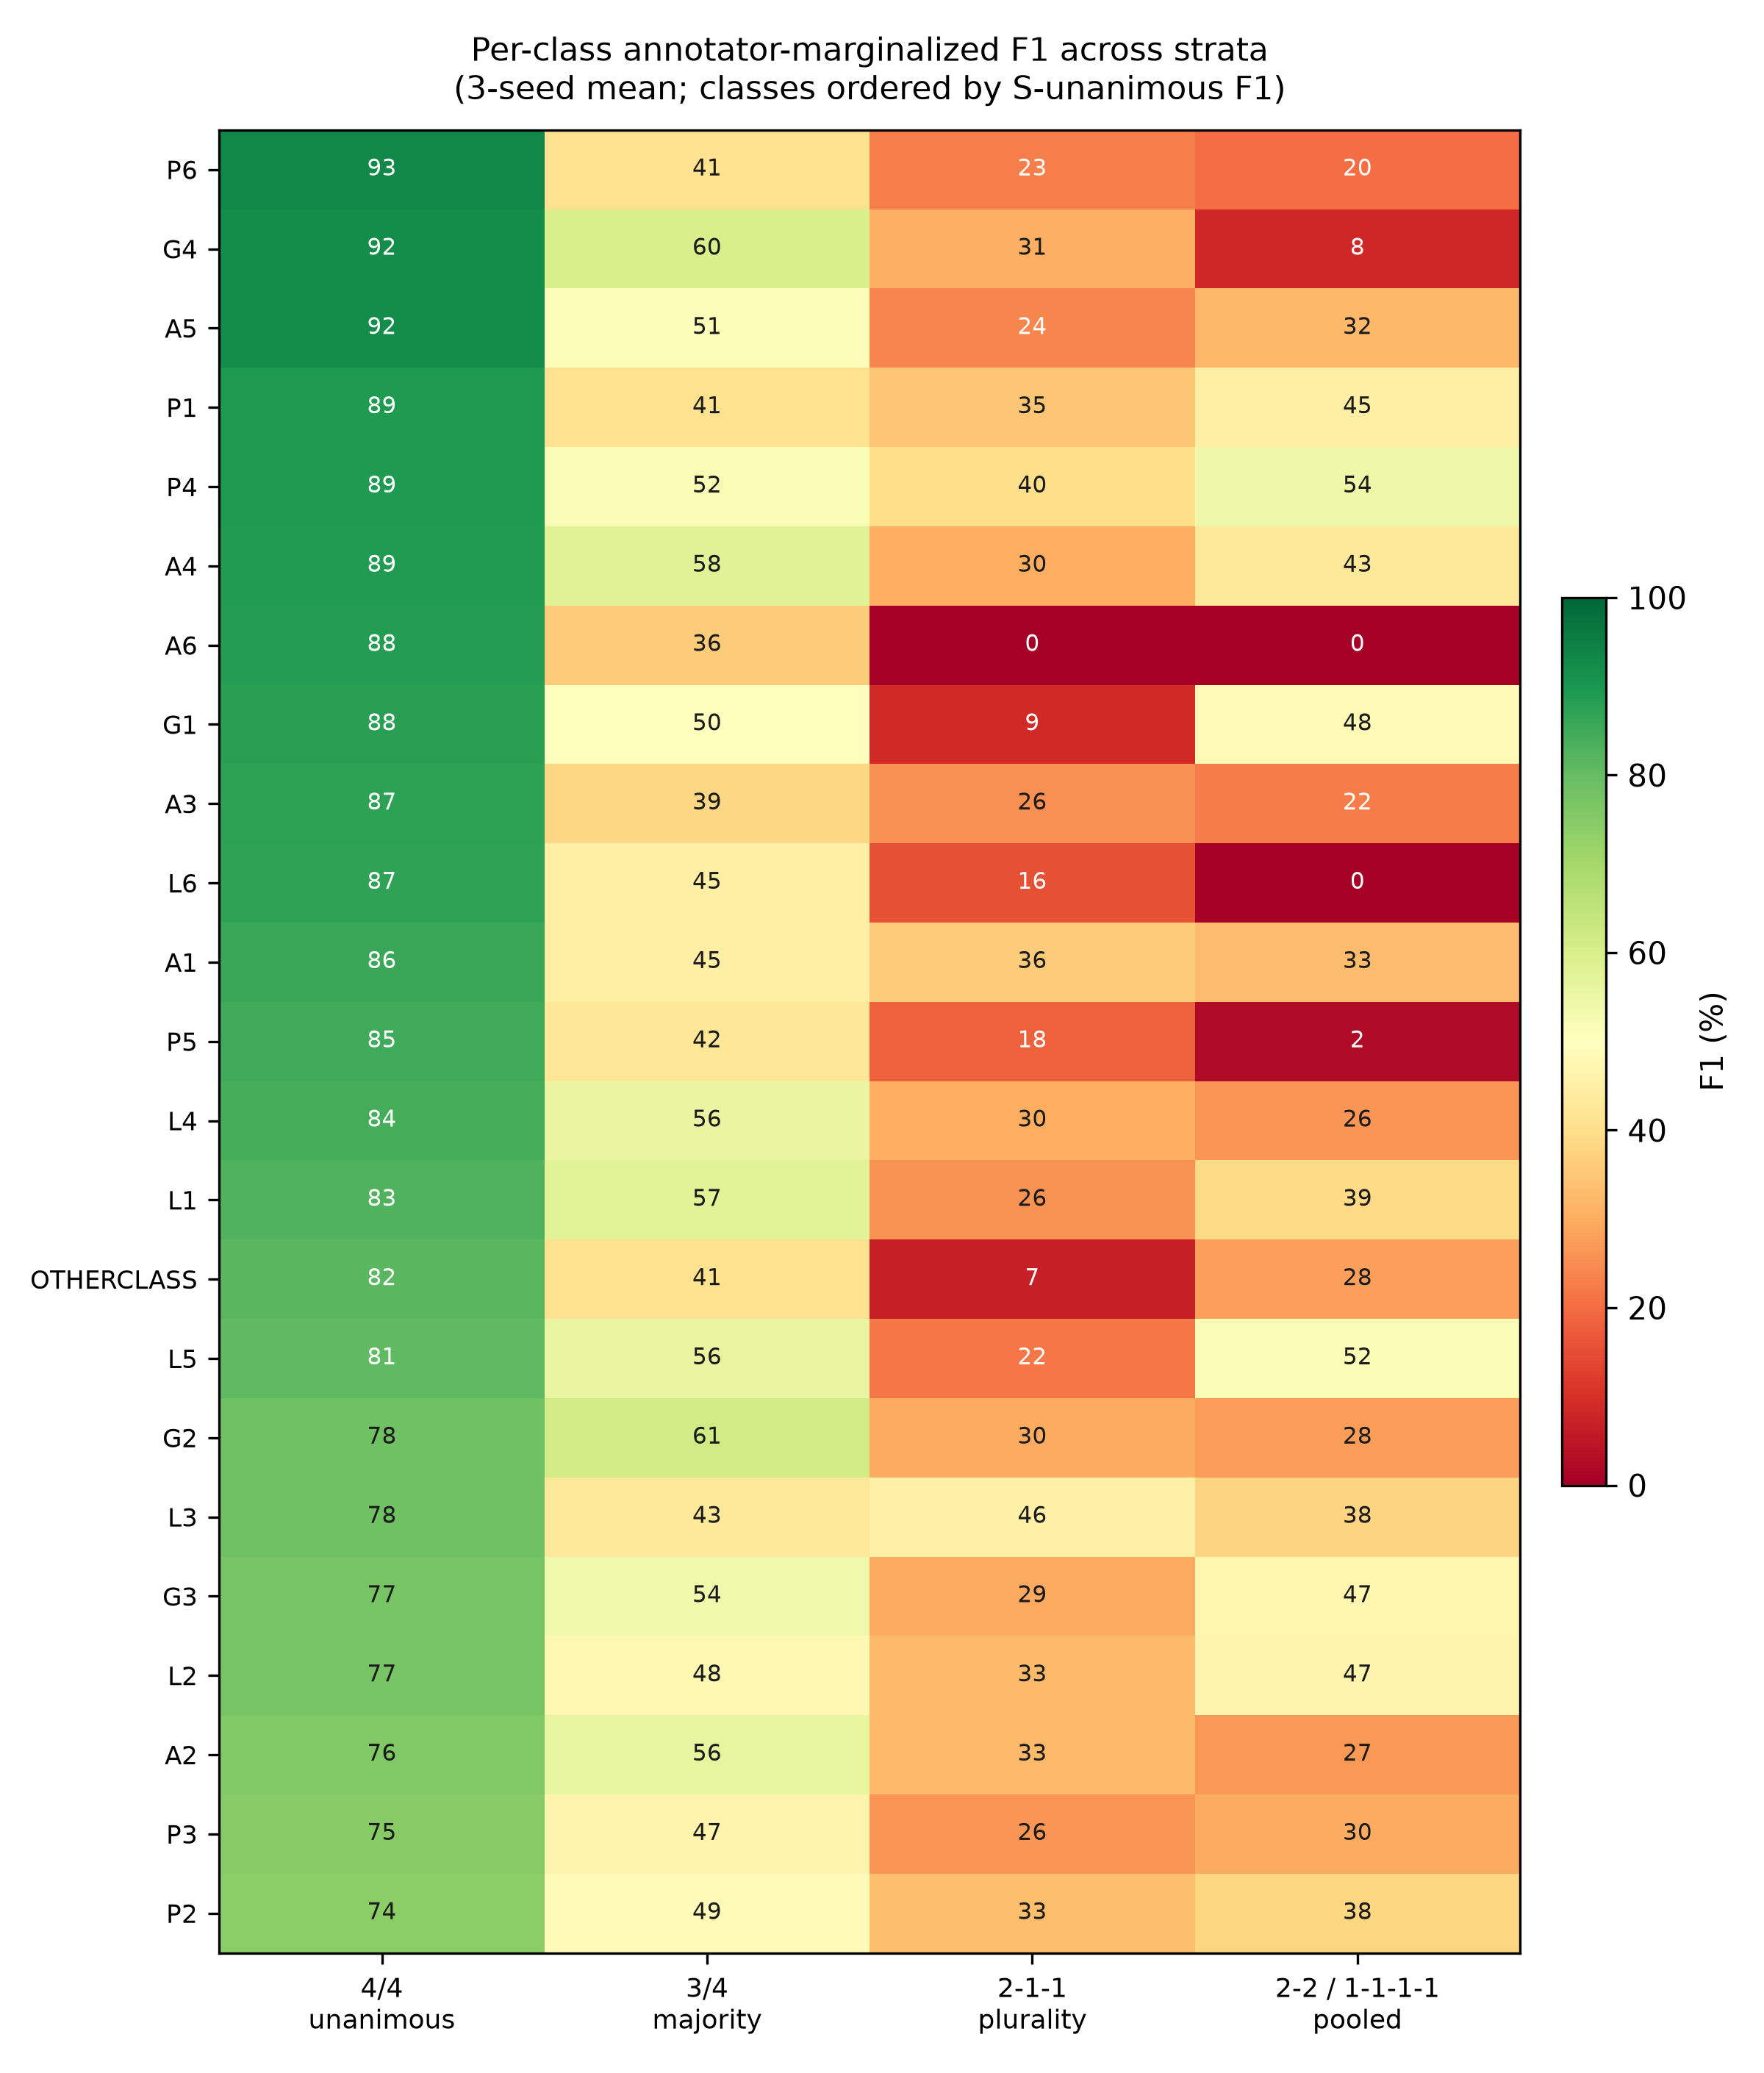 Per-class annotator-marginalized F1 across strata
(3-seed mean; classes ordered by S-unanimous F1)
P6 93 41 23 20
G4 92 60 31 8
A5 92 51 24 32
P1 89 41 35 45
P4 89 52 40 54
A4 89 58 30 43
A6 88 36 0 0
G1 88 50 9 48
A3 87 39 26 22
L6 87 45 16 0
A1 86 45 36 33
P5 85 42 18 2
L4 84 56 30 26
L1 83 57 26 39
OTHERCLASS 82 41 7 28
L5 81 56 22 52
G2 78 61 30 28
L3 78 43 46 38
G3 77 54 29 47
L2 77 48 33 47
A2 76 56 33 27
P3 75 47 26 30
P2 74 49 33 38
4/4 3/4 2-1-1 2-2 / 1-1-1-1
unanimous majority plurality pooled
100
80
60
40
20
0
F1 (%)